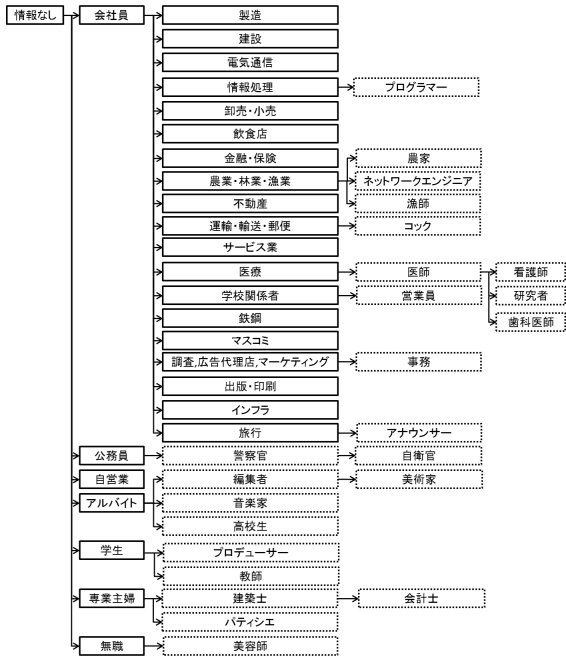 情報なし
会社員
製造
建設
電気通信
情報処理
プログラマー
卸売・小売
飲食店
金融・保険
農家
農業・林業・漁業
ネットワークエンジニア
不動産
漁師
運輸・輸送・郵便
コック
サービス業
医療
医師
看護師
学校関係者
営業員
研究者
鉄鋼
歯科医師
マスコミ
調査,広告代理店,マーケティング
事務
出版・印刷
インフラ
旅行
アナウンサー
公務員
警察官
自衛官
自営業
編集者
美術家
アルバイト
音楽家
高校生
学生
プロデューサー
教師
専業主婦
建築士
会計士
パティシエ
無職
美容師